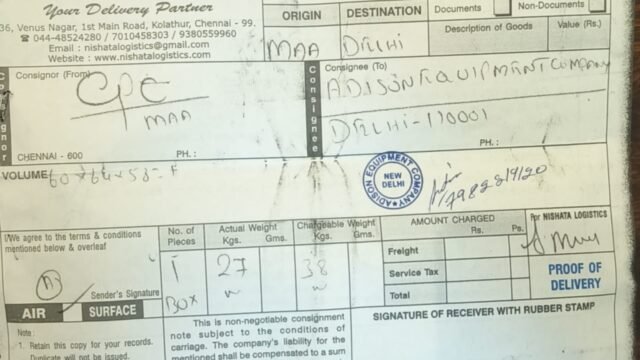 Your Delivery Partner
36, Venus Nagar, 1st Main Road, Kolathur, Chennai - 99.
☎ 044-48524280 / 7010458303 / 9380559960
Email : nishatalogistics@gmail.com
Website : www.nishatalogistics.com
ORIGIN
DESTINATION
Documents
Non-Documents
MAA
DELHI
Description of Goods
Value (Rs.)
Consignor (From)
CPC
MAA
CHENNAI - 600
PH. :
Consignee
Consignee (To)
ADISON EQUIPMENT COMPANY
DELHI-110001
PH. :
VOLUME
ADISON EQUIPMENT COMPANY
NEW
DELHI
I/We agree to the terms & conditions
mentioned below & overleaf
Sender's Signature
AIR
SURFACE
No. of
Pieces
Actual Weight
Kgs. Gms.
Chargeable Weight
Kgs. Gms.
1
BOX
27
38
AMOUNT CHARGED
Rs. Ps.
Freight
Service Tax
Total
For NISHATA LOGISTICS
PROOF OF
DELIVERY
SIGNATURE OF RECEIVER WITH RUBBER STAMP
Note :
1. Retain this copy for your records.
Duplicate will not be issued.
This is non-negotiable consignment
note subject to the conditions of
carriage. The company's liability for the
mentioned shall be compensated to a sum